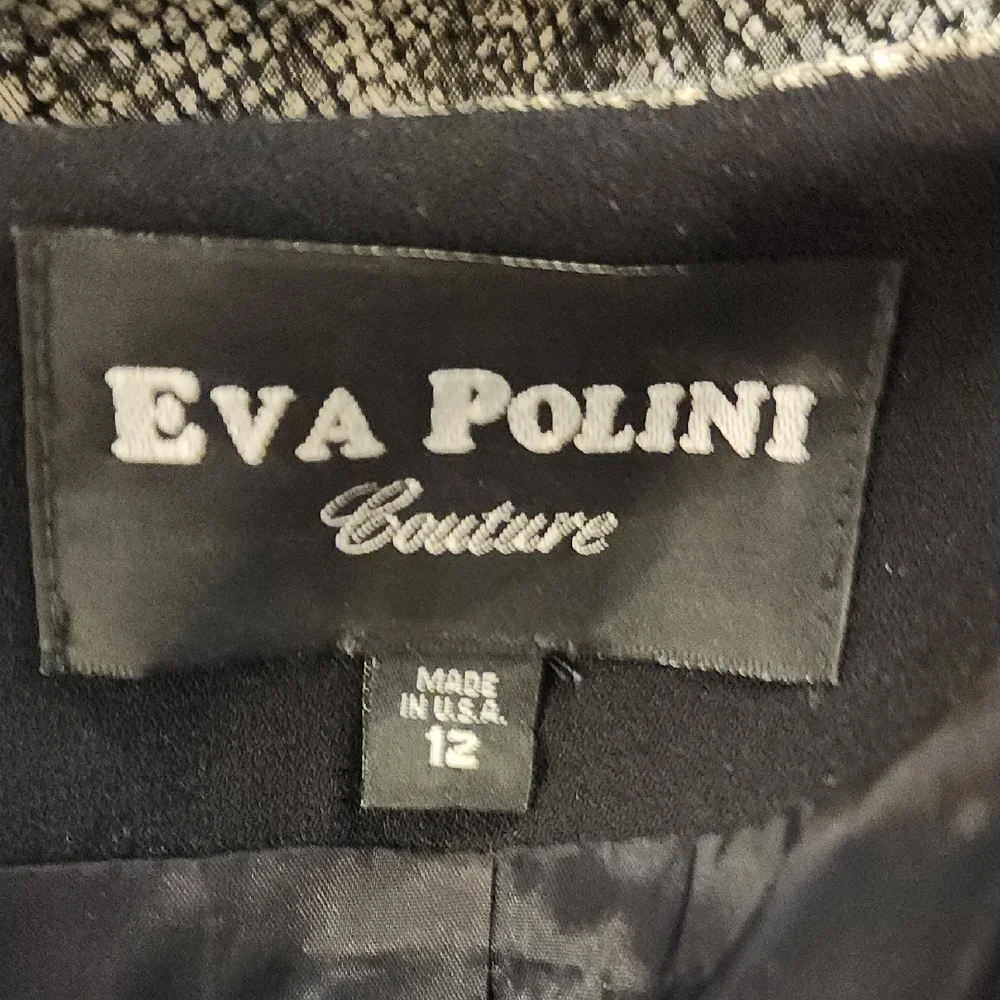 EVA POLINI
Couture
MADE
IN U.S.A.
12